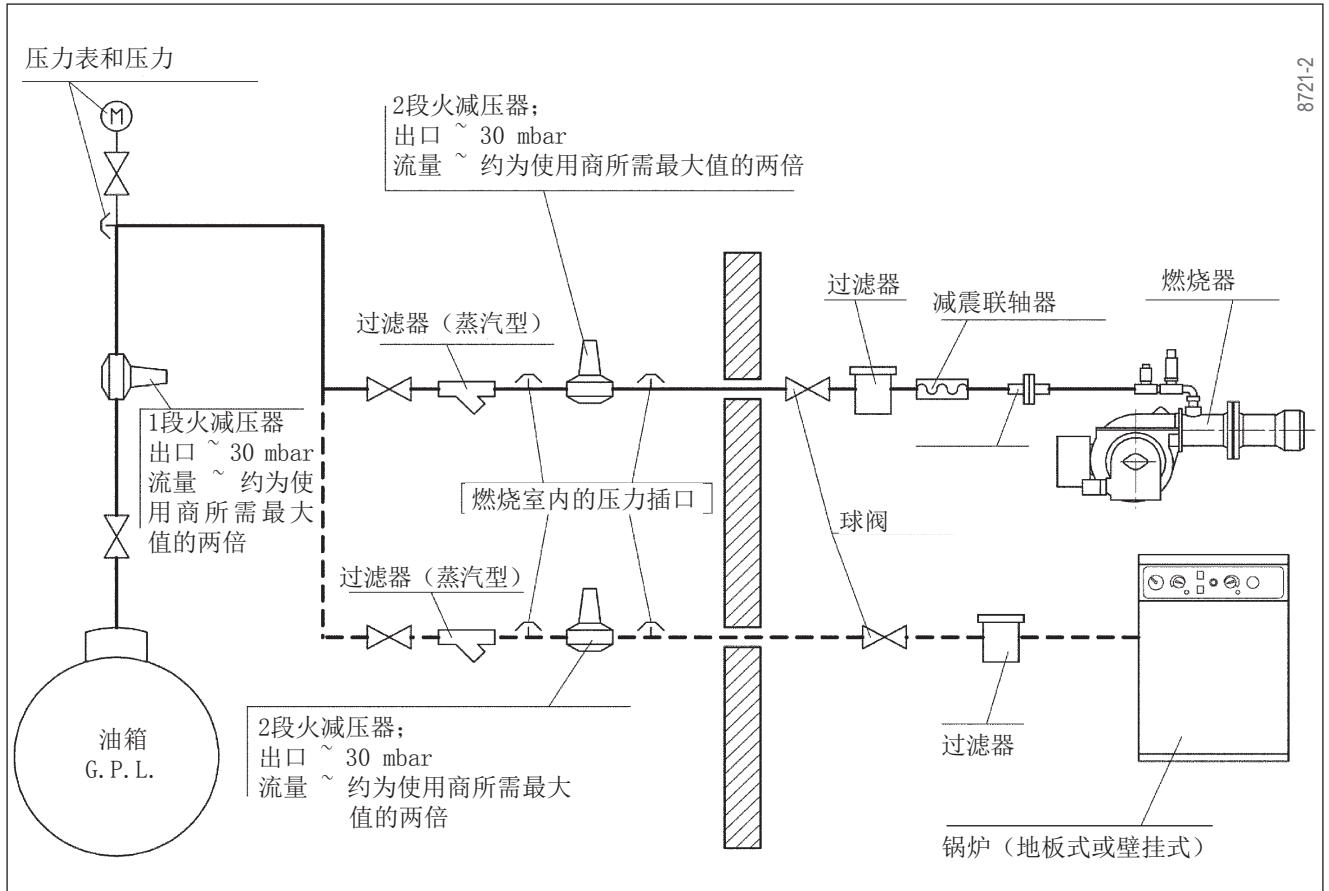 压力表和压力
M
8721-2
2段火减压器；
出口 ~ 30 mbar
流量 ~ 约为使用商所需最大值的两倍
过滤器
减震联轴器
燃烧器
过滤器（蒸汽型）
1段火减压器
出口 ~ 30 mbar
流量 ~ 约为使
用商所需最大
值的两倍
燃烧室内的压力插口
球阀
过滤器（蒸汽型）
油箱
G.P.L.
2段火减压器；
出口 ~ 30 mbar
流量 ~ 约为使用商所需最大
值的两倍
过滤器
锅炉（地板式或壁挂式）